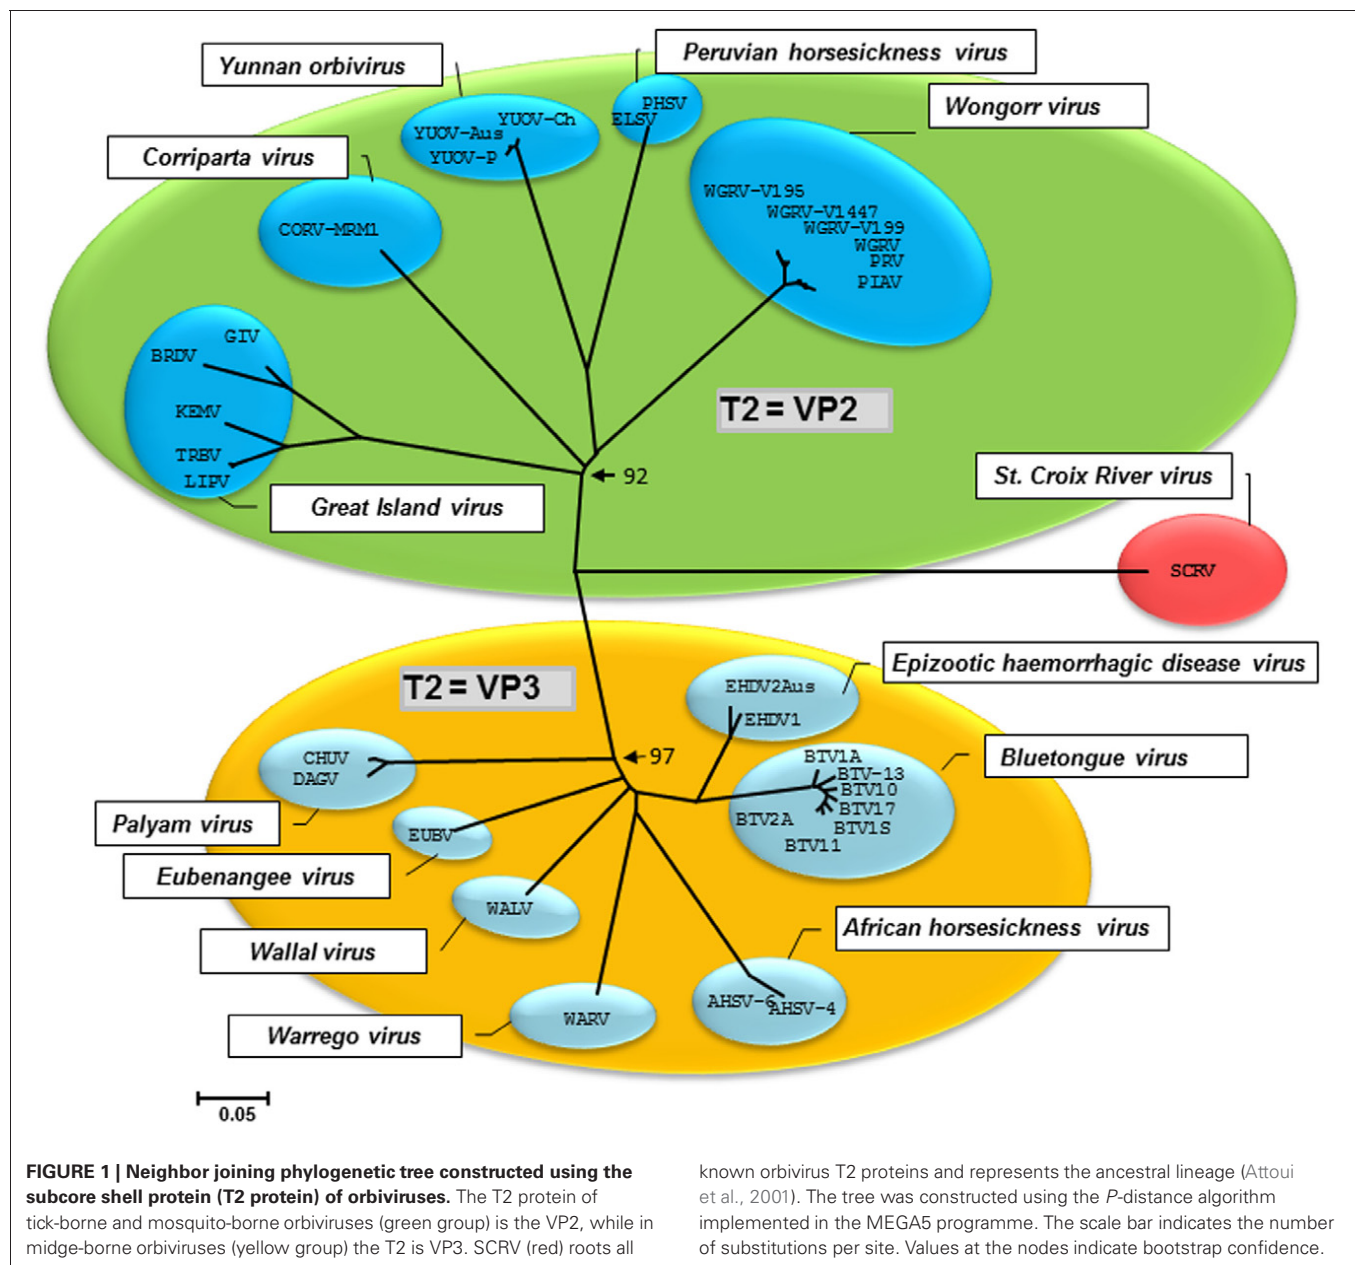 Yunnan orbivirus
Peruvian horsesickness virus
Wongorr virus
Corriparta virus
YUOV-Ch
YUOV-Aus
YUOV-P
PHSV
ELSV
WGRV-V195
WGRV-V1447
WGRV-V199
WGRV
PRV
PIAV
CORV-MRM1
GIV
BRDV
KEMV
TRBV
LIPV
Great Island virus
T2 = VP2
92
St. Croix River virus
SCRV
T2 = VP3
Epizootic haemorrhagic disease virus
EHDV2Aus
EHDV1
97
Bluetongue virus
BTV1A
BTV-13
BTV10
BTV17
BTV2A
BTV1S
BTV11
CHUV
DAGV
Palyam virus
EUBV
Eubenangee virus
WALV
Wallal virus
African horsesickness virus
AHSV-6
AHSV-4
WARV
Warrego virus
0.05
FIGURE 1 | Neighbor joining phylogenetic tree constructed using the
subcore shell protein (T2 protein) of orbiviruses. The T2 protein of
tick-borne and mosquito-borne orbiviruses (green group) is the VP2, while in
midge-borne orbiviruses (yellow group) the T2 is VP3. SCRV (red) roots all
known orbivirus T2 proteins and represents the ancestral lineage (Attoui
et al., 2001). The tree was constructed using the P-distance algorithm
implemented in the MEGA5 programme. The scale bar indicates the number
of substitutions per site. Values at the nodes indicate bootstrap confidence.